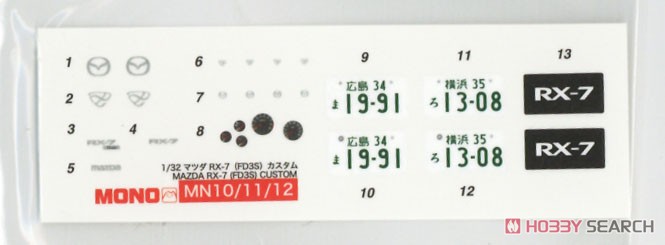 1
2
3 4
5
6
7
8
9
11
13
広島 34
ま 19-91
横浜 35
ろ 13-08
RX-7
広島 34
ま 19-91
横浜 35
ろ 13-08
RX-7
10
12
mazda
1/32 マツダ RX-7 (FD3S) カスタム
MAZDA RX-7 (FD3S) CUSTOM
MONO MN10/11/12
HOBBY SEARCH